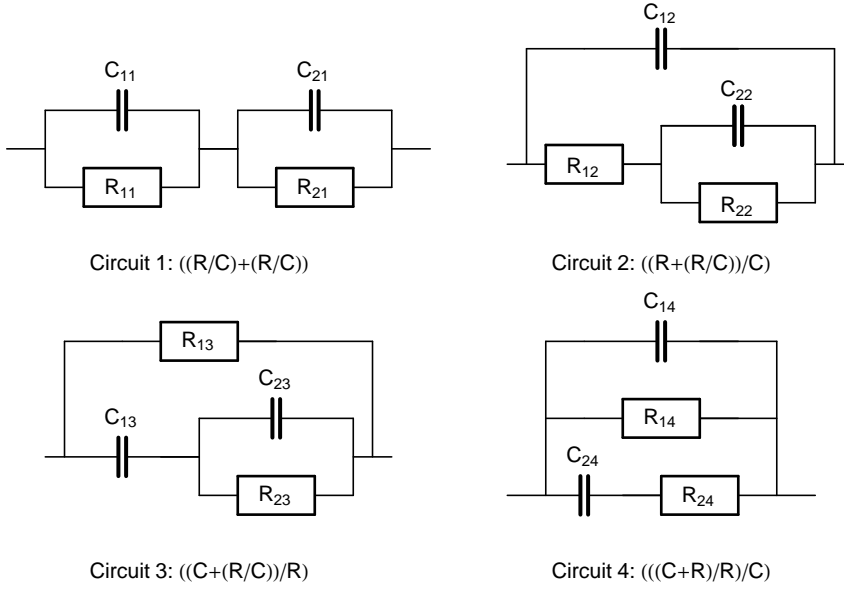 C₁₁
C₂₁
R₁₁
R₂₁
Circuit 1: ((R/C)+(R/C))
C₁₂
C₂₂
R₁₂
R₂₂
Circuit 2: ((R+(R/C))/C)
R₁₃
C₂₃
C₁₃
R₂₃
Circuit 3: ((C+(R/C))/R)
C₁₄
R₁₄
C₂₄
R₂₄
Circuit 4: (((C+R)/R)/C)